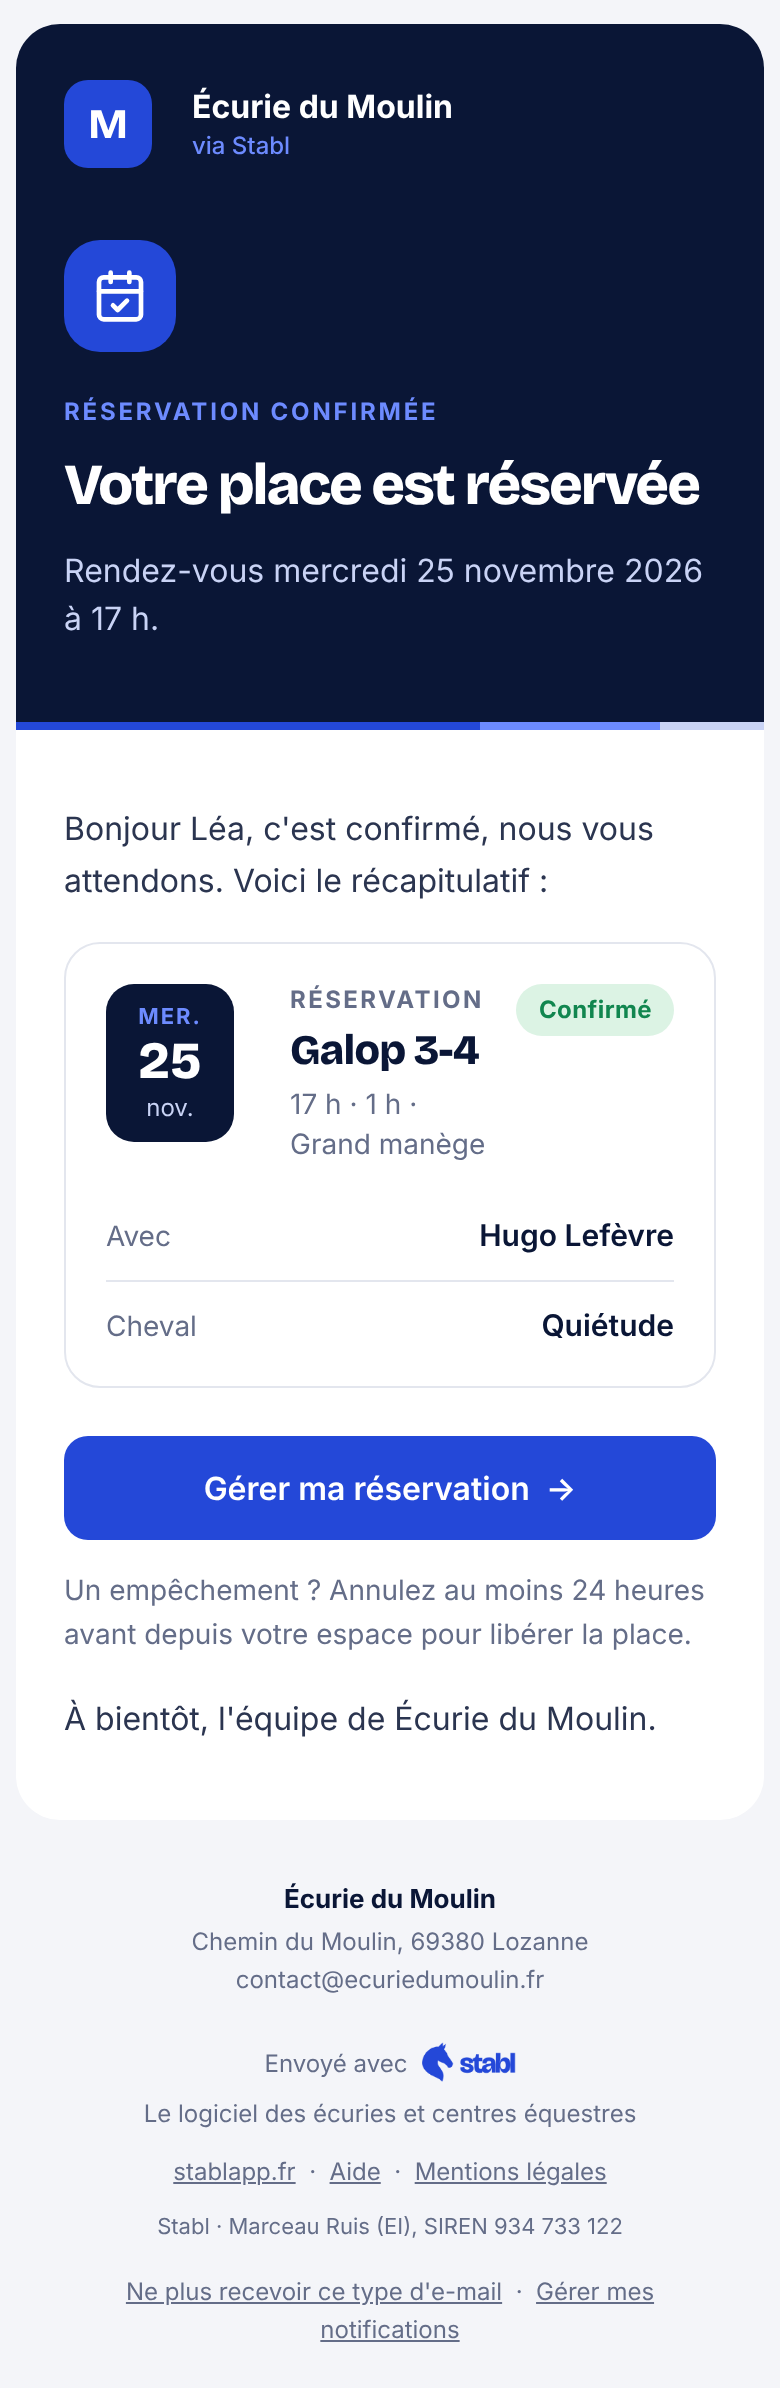 M
Écurie du Moulin
via Stabl
RÉSERVATION CONFIRMÉE
Votre place est réservée
Rendez-vous mercredi 25 novembre 2026
à 17 h.
Bonjour Léa, c'est confirmé, nous vous
attendons. Voici le récapitulatif :
MER.
25
nov.
RÉSERVATION
Galop 3-4
17 h · 1 h ·
Grand manège
Confirmé
Avec
Hugo Lefèvre
Cheval
Quiétude
Gérer ma réservation →
Un empêchement ? Annulez au moins 24 heures
avant depuis votre espace pour libérer la place.
À bientôt, l'équipe de Écurie du Moulin.
Écurie du Moulin
Chemin du Moulin, 69380 Lozanne
contact@ecuriedumoulin.fr
Envoyé avec stabl
Le logiciel des écuries et centres équestres
stablapp.fr · Aide · Mentions légales
Stabl · Marceau Ruis (EI), SIREN 934 733 122
Ne plus recevoir ce type d'e-mail · Gérer mes
notifications